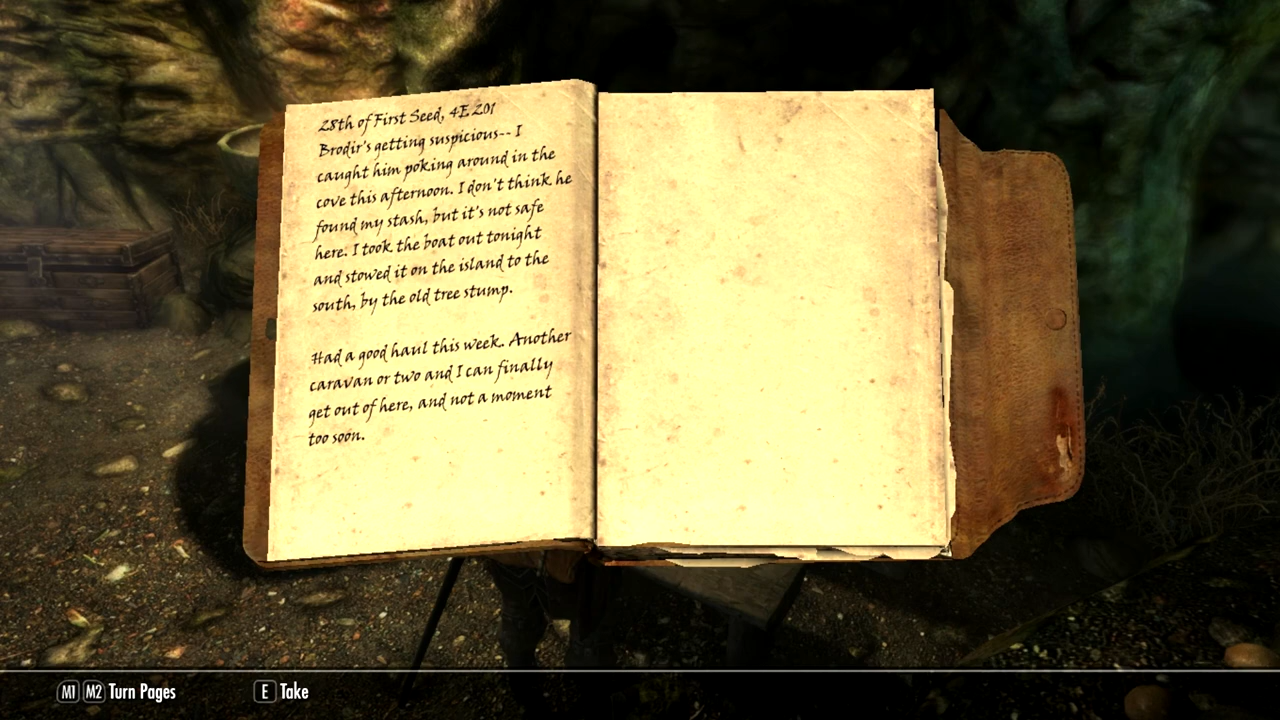 28th of First Seed, 4E 201
Brodir's getting suspicious-- I
caught him poking around in the
cove this afternoon. I don't think he
found my stash, but it's not safe
here. I took the boat out tonight
and stowed it on the island to the
south, by the old tree stump.
Had a good haul this week. Another
caravan or two and I can finally
get out of here, and not a moment
too soon.
M1 M2 Turn Pages
E Take